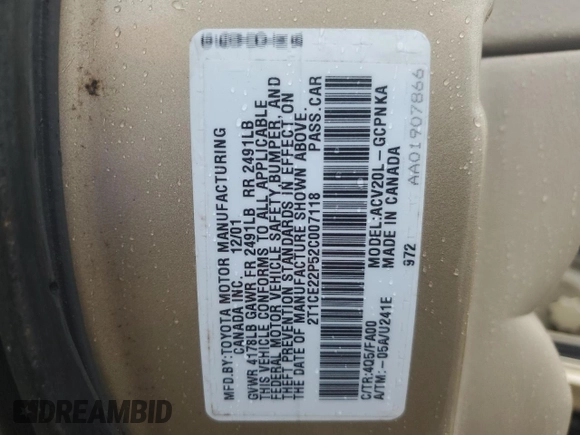 MFD.BY:TOYOTA MOTOR MANUFACTURING
CANADA INC. 12/01
GVWR 4178LB GAWR FR 2491LB RR 2491LB
THIS VEHICLE CONFORMS TO ALL APPLICABLE
FEDERAL MOTOR VEHICLE SAFETY, BUMPER, AND
THEFT PREVENTION STANDARDS IN EFFECT ON
THE DATE OF MANUFACTURE SHOWN ABOVE.
2T1CE22P52C007118 PASS.CAR
C/TR:4Q5/FA00 MODEL:ACV20L-GCPNKA
A/TM:-05A/U241E MADE IN CANADA
972
AA01907866
DREAMBID